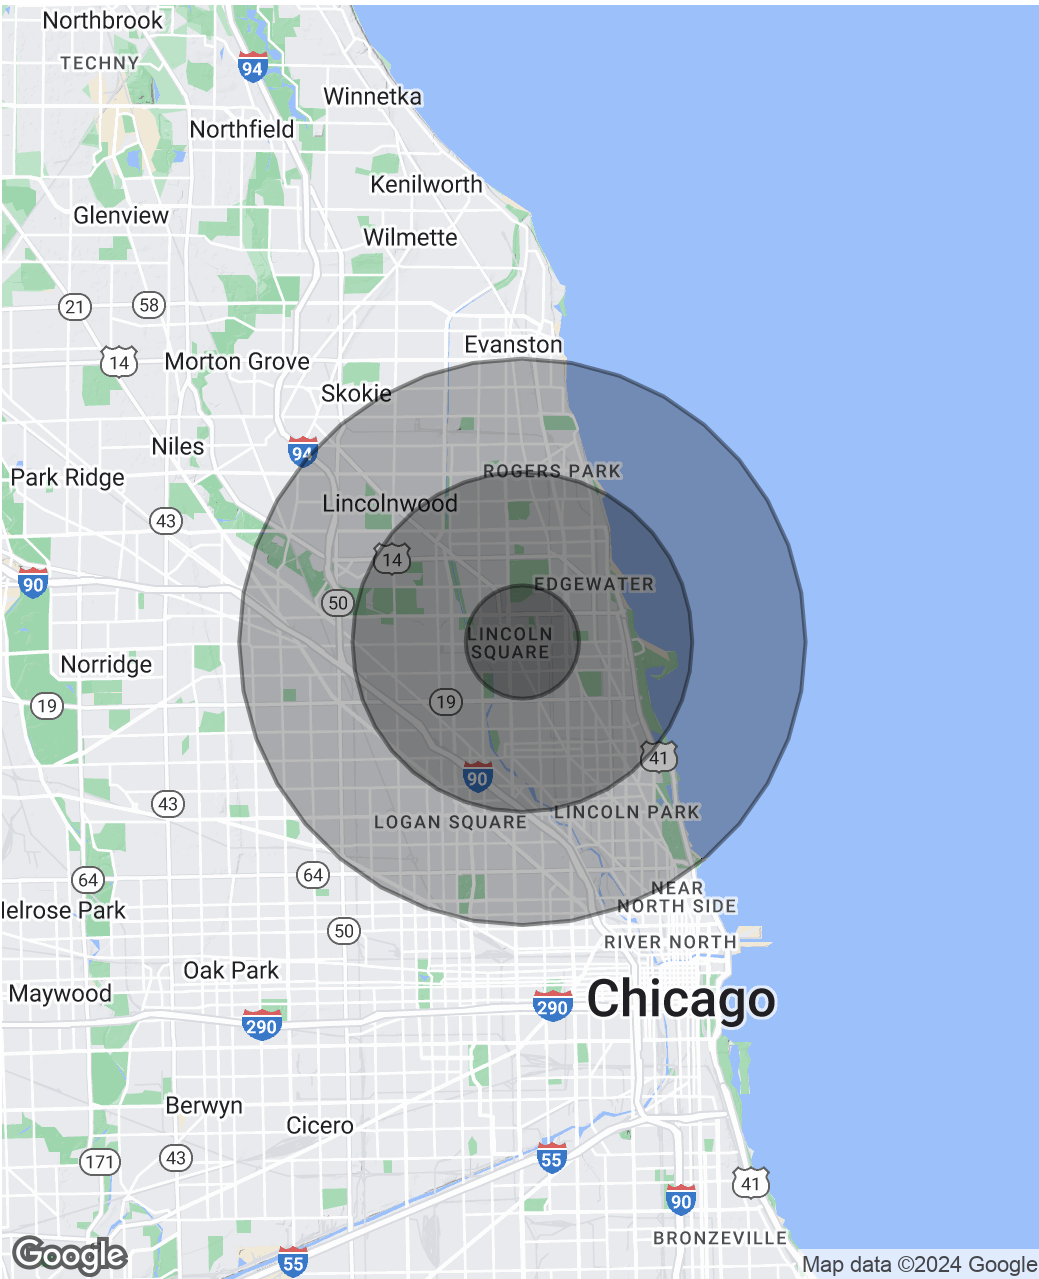 Northbrook
TECHNY
94
Winnetka
Northfield
Kenilworth
Glenview
Wilmette
21
58
Evanston
14
Morton Grove
Skokie
Niles
94
Park Ridge
ROGERS PARK
Lincolnwood
43
14
90
EDGEWATER
50
LINCOLN
SQUARE
Norridge
19
19
41
90
43
LINCOLN PARK
LOGAN SQUARE
64
64
NEAR
NORTH SIDE
lelrose Park
50
RIVER NORTH
Oak Park
Maywood
Chicago
290
290
Berwyn
Cicero
171
43
55
41
90
BRONZEVILLE
Google
55
Map data ©2024 Google